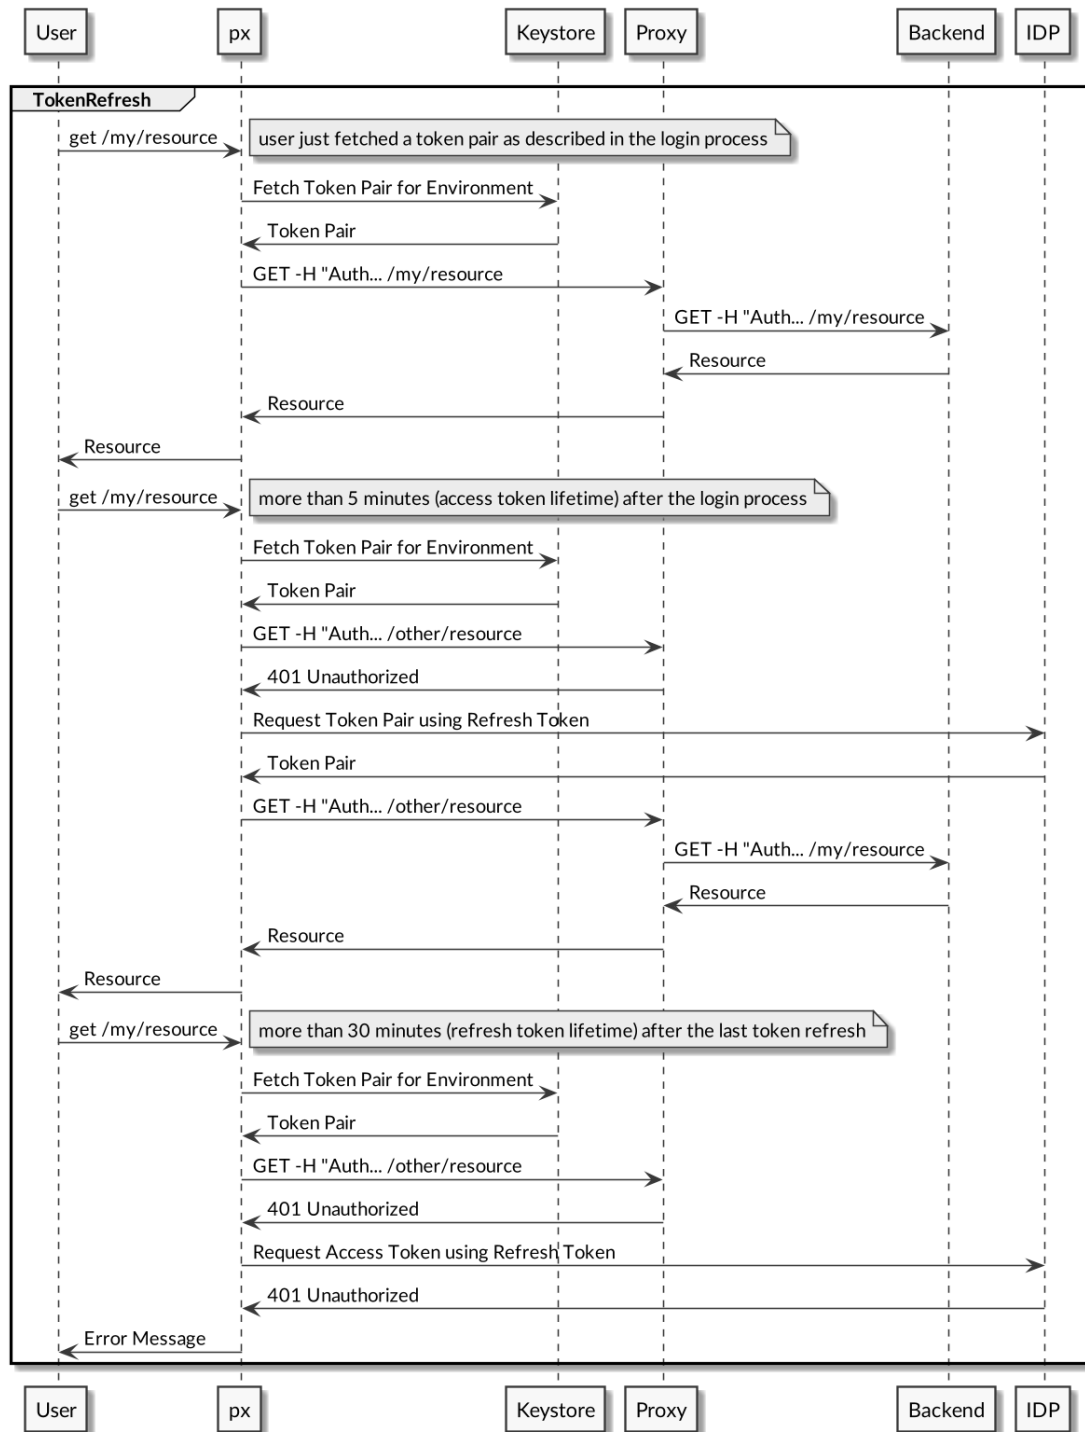 User px Keystore Proxy Backend IDP
TokenRefresh
get /my/resource
user just fetched a token pair as described in the login process
Fetch Token Pair for Environment
Token Pair
GET -H "Auth... /my/resource
GET -H "Auth... /my/resource
Resource
Resource
Resource
get /my/resource
more than 5 minutes (access token lifetime) after the login process
Fetch Token Pair for Environment
Token Pair
GET -H "Auth... /other/resource
401 Unauthorized
Request Token Pair using Refresh Token
Token Pair
GET -H "Auth... /other/resource
GET -H "Auth... /my/resource
Resource
Resource
Resource
get /my/resource
more than 30 minutes (refresh token lifetime) after the last token refresh
Fetch Token Pair for Environment
Token Pair
GET -H "Auth... /other/resource
401 Unauthorized
Request Access Token using Refresh Token
401 Unauthorized
Error Message
User px Keystore Proxy Backend IDP